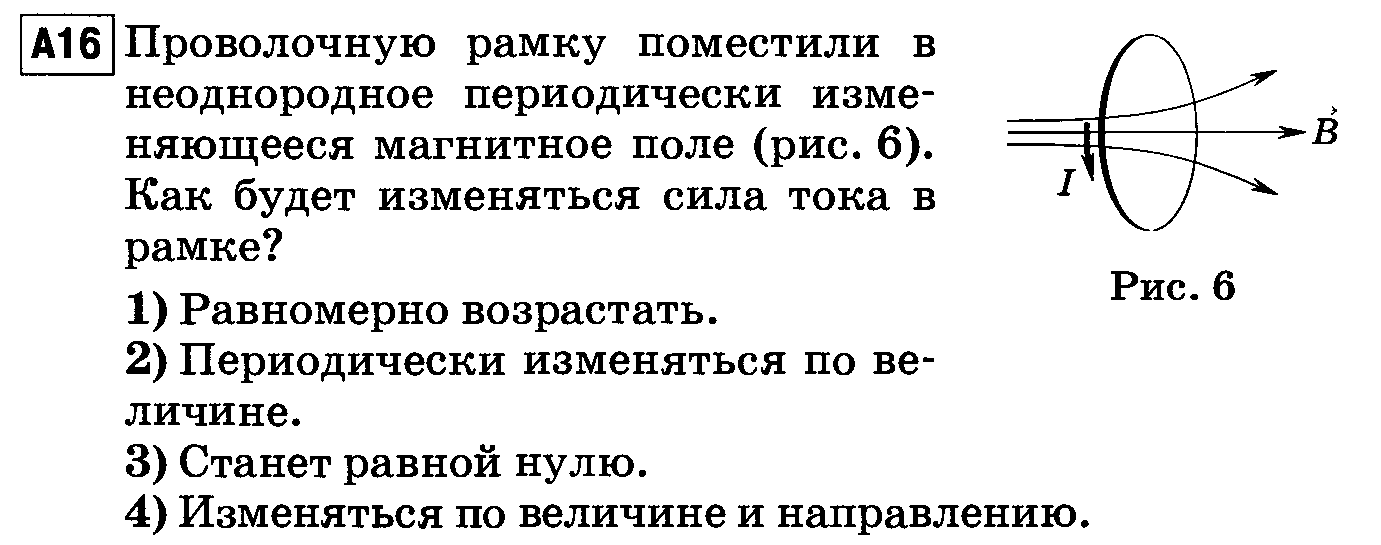 А16 Проволочную рамку поместили в
неоднородное периодически изме-
няющееся магнитное поле (рис. 6).
Как будет изменяться сила тока в
рамке?
1) Равномерно возрастать.
2) Периодически изменяться по ве-
личине.
3) Станет равной нулю.
4) Изменяться по величине и направлению.
B
I
Рис. 6